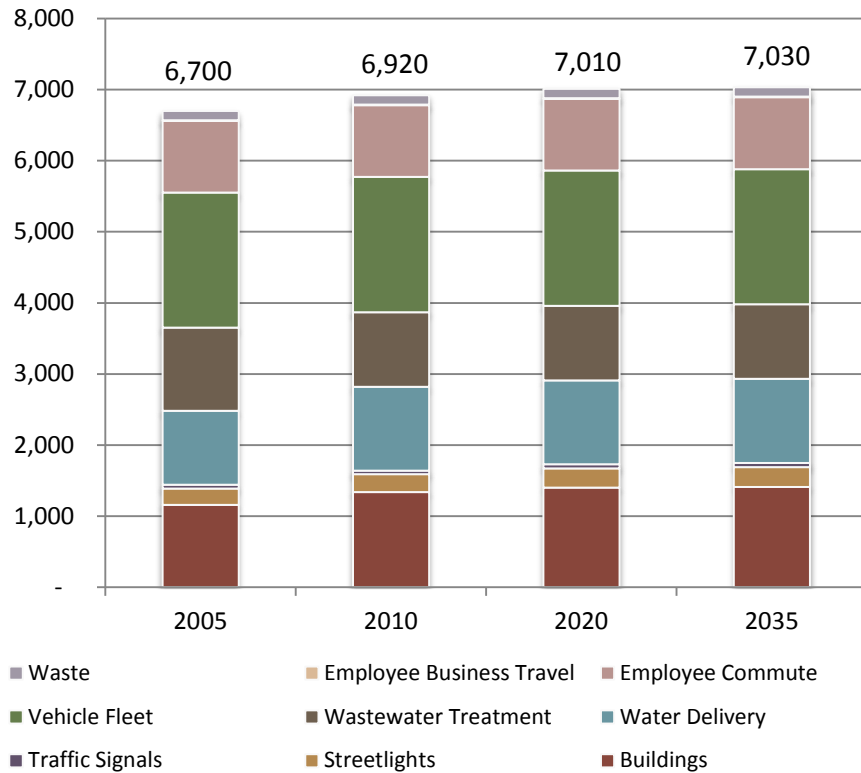 8,000
7,000
6,000
5,000
4,000
3,000
2,000
1,000
-
6,700
6,920
7,010
7,030
2005
2010
2020
2035
Waste
Employee Business Travel
Employee Commute
Vehicle Fleet
Wastewater Treatment
Water Delivery
Traffic Signals
Streetlights
Buildings